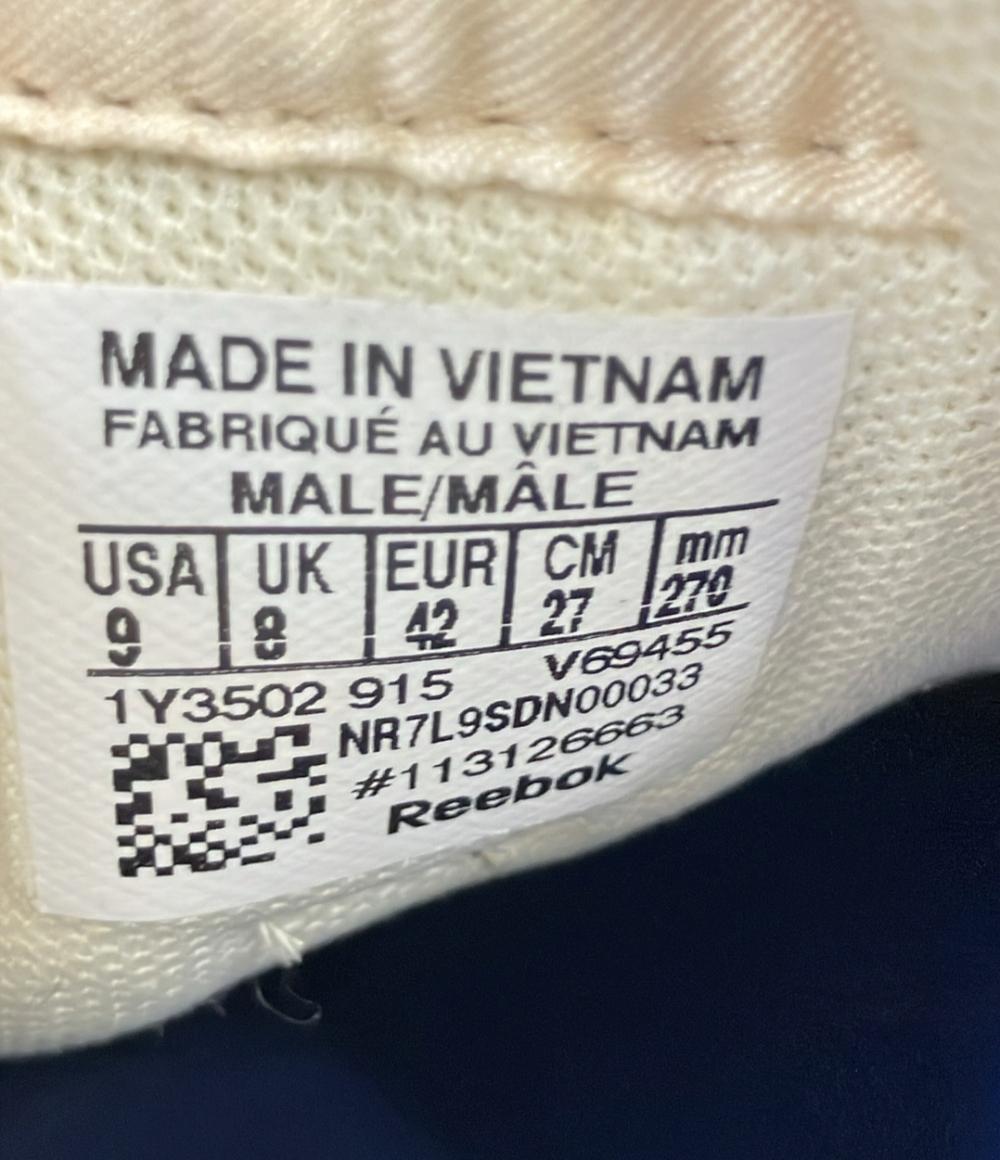 MADE IN VIETNAM
FABRIQUÉ AU VIETNAM
MALE/MÂLE
USA UK EUR CM mm
9 8 42 27 270
1Y3502 915 V69455
NR7L9SDN00033
#113126663
Reebok